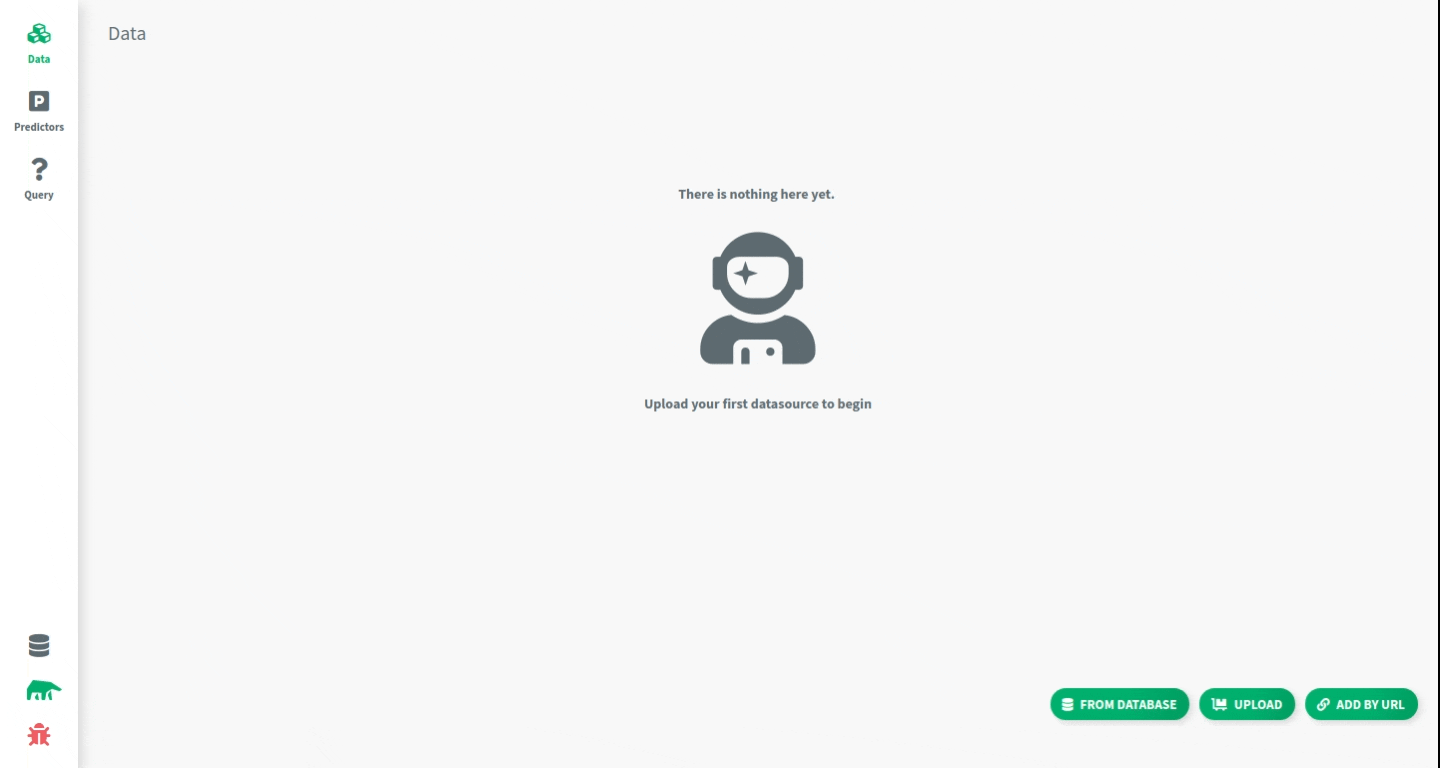 Data
Data
Predictors
Query
There is nothing here yet.
Upload your first datasource to begin
FROM DATABASE
UPLOAD
ADD BY URL